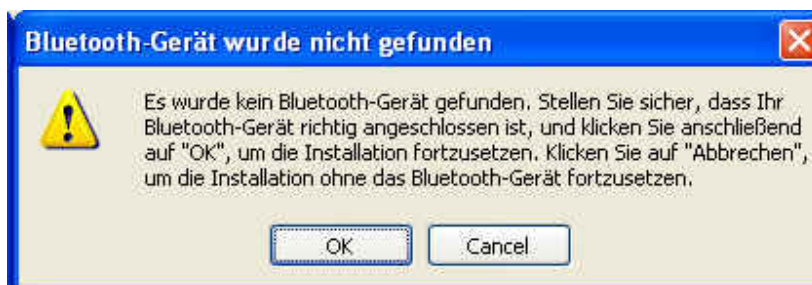 Bluetooth-Gerät wurde nicht gefunden
Es wurde kein Bluetooth-Gerät gefunden. Stellen Sie sicher, dass Ihr
Bluetooth-Gerät richtig angeschlossen ist, und klicken Sie anschließend
auf "OK", um die Installation fortzusetzen. Klicken Sie auf "Abbrechen",
um die Installation ohne das Bluetooth-Gerät fortzusetzen.
OK
Cancel